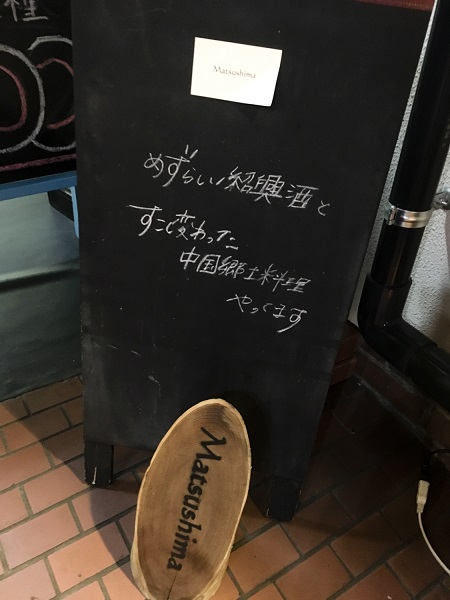 種
Matsushima
めずらしい紹興酒と
すこし変わった
中国郷土料理
やってます
Matsushima